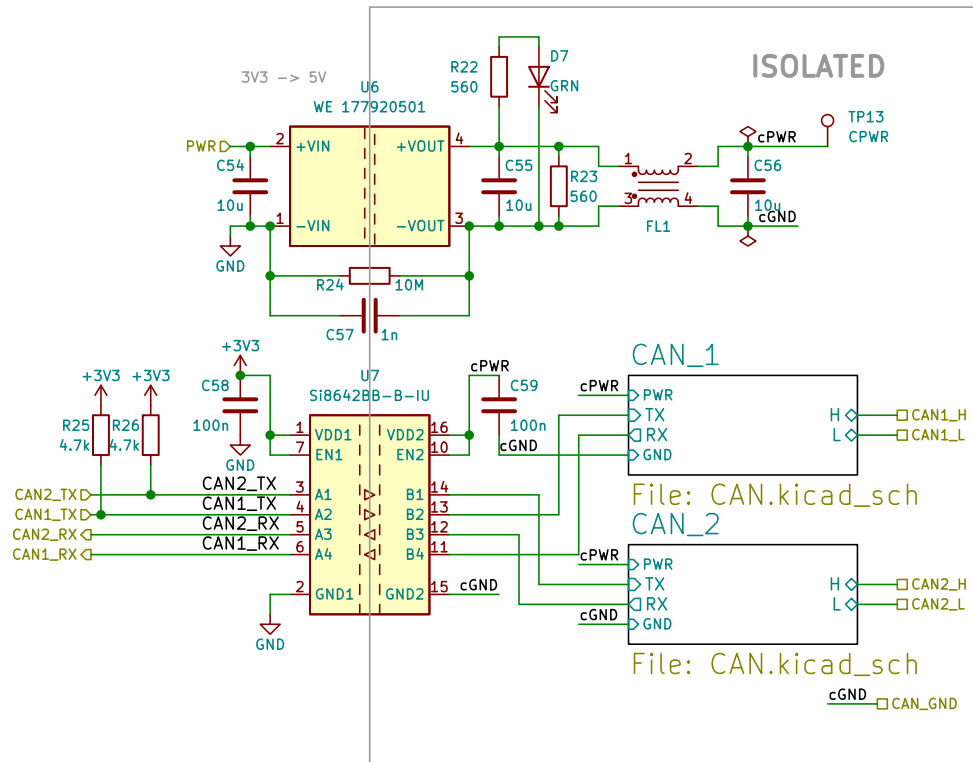 ISOLATED
3V3 -> 5V
U6
WE 177920501
R22
560
D7
GRN
TP13
CPWR
cPWR
PWR
2
+VIN
+VOUT
4
C54
10u
C55
10u
R23
560
1
2
3
4
FL1
C56
10u
cGND
1
-VIN
-VOUT
3
GND
R24
10M
C57
1n
+3V3
C58
100n
GND
U7
Si8642BB-B-IU
cPWR
C59
100n
cGND
+3V3
+3V3
R25
4.7k
R26
4.7k
1
VDD1
VDD2
16
7
EN1
EN2
10
CAN2_TX
CAN2_TX
3
A1
B1
14
CAN1_TX
CAN1_TX
4
A2
B2
13
CAN2_RX
CAN2_RX
5
A3
B3
12
CAN1_RX
CAN1_RX
6
A4
B4
11
2
GND1
GND2
15
cGND
GND
CAN_1
cPWR
PWR
TX
RX
GND
H
L
CAN1_H
CAN1_L
File: CAN.kicad_sch
CAN_2
cPWR
PWR
TX
RX
cGND
GND
H
L
CAN2_H
CAN2_L
File: CAN.kicad_sch
cGND
CAN_GND